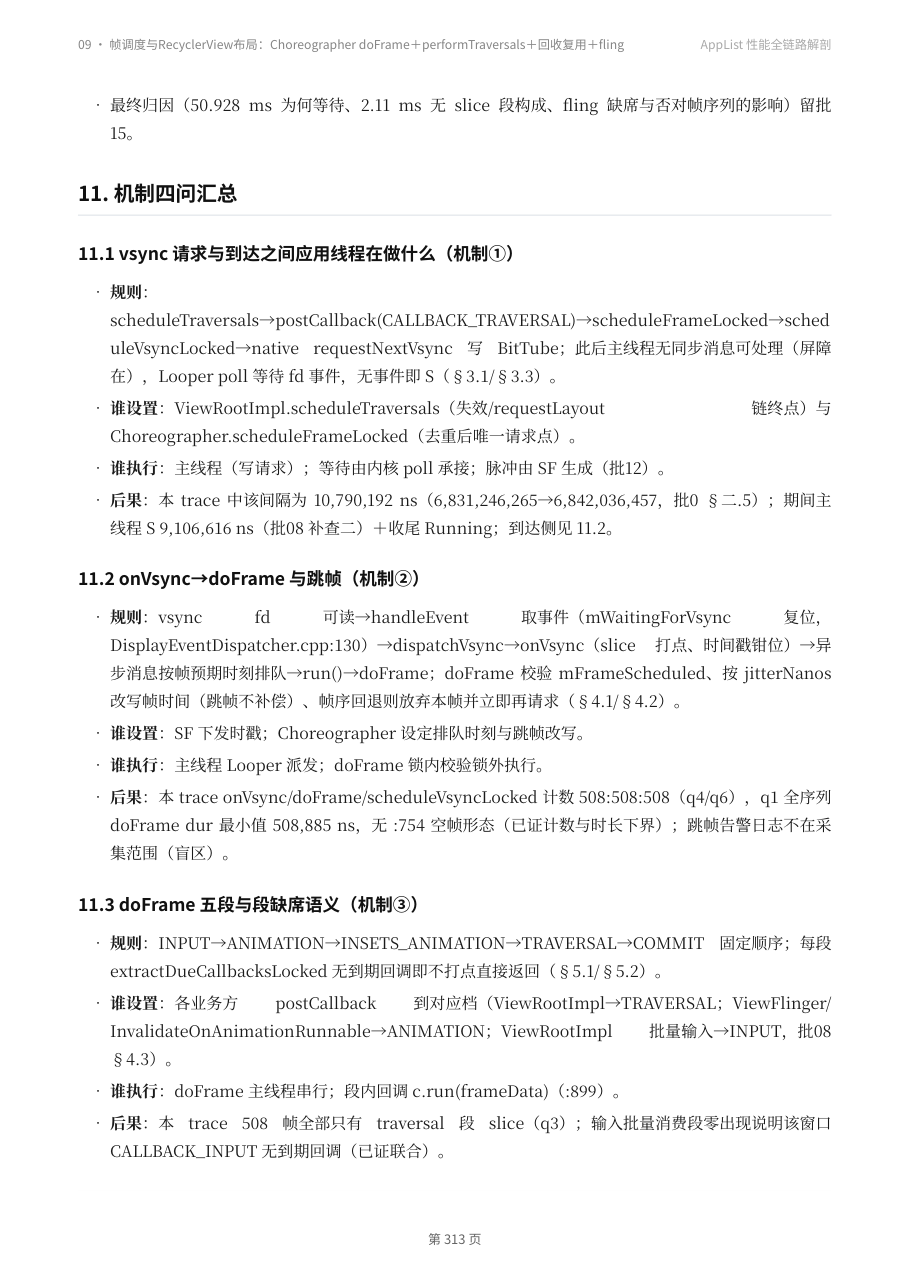 09 · 帧调度与RecyclerView布局：Choreographer doFrame＋performTraversals＋回收复用＋fling
AppList 性能全链路解剖
· 最终归因（50.928 ms 为何等待、2.11 ms 无 slice 段构成、fling 缺席与否对帧序列的影响）留批
15。
11. 机制四问汇总
11.1 vsync 请求与到达之间应用线程在做什么（机制①）
· 规则：
scheduleTraversals→postCallback(CALLBACK_TRAVERSAL)→scheduleFrameLocked→sched
uleVsyncLocked→native requestNextVsync 写 BitTube；此后主线程无同步消息可处理（屏障
在），Looper poll 等待 fd 事件，无事件即 S（§3.1/§3.3）。
· 谁设置：ViewRootImpl.scheduleTraversals（失效/requestLayout 链终点）与
Choreographer.scheduleFrameLocked（去重后唯一请求点）。
· 谁执行：主线程（写请求）；等待由内核 poll 承接；脉冲由 SF 生成（批12）。
· 后果：本 trace 中该间隔为 10,790,192 ns（6,831,246,265→6,842,036,457，批0 §二.5）；期间主
线程 S 9,106,616 ns（批08 补查二）＋收尾 Running；到达侧见 11.2。
11.2 onVsync→doFrame 与跳帧（机制②）
· 规则：vsync fd 可读→handleEvent 取事件（mWaitingForVsync 复位，
DisplayEventDispatcher.cpp:130）→dispatchVsync→onVsync（slice 打点、时间戳钳位）→异
步消息按帧预期时刻排队→run()→doFrame；doFrame 校验 mFrameScheduled、按 jitterNanos
改写帧时间（跳帧不补偿）、帧序回退则放弃本帧并立即再请求（§4.1/§4.2）。
· 谁设置：SF 下发时戳；Choreographer 设定排队时刻与跳帧改写。
· 谁执行：主线程 Looper 派发；doFrame 锁内校验锁外执行。
· 后果：本 trace onVsync/doFrame/scheduleVsyncLocked 计数 508:508:508（q4/q6），q1 全序列
doFrame dur 最小值 508,885 ns，无 :754 空帧形态（已证计数与时长下界）；跳帧告警日志不在采
集范围（盲区）。
11.3 doFrame 五段与段缺席语义（机制③）
· 规则：INPUT→ANIMATION→INSETS_ANIMATION→TRAVERSAL→COMMIT 固定顺序；每段
extractDueCallbacksLocked 无到期回调即不打点直接返回（§5.1/§5.2）。
· 谁设置：各业务方 postCallback 到对应档（ViewRootImpl→TRAVERSAL；ViewFlinger/
InvalidateOnAnimationRunnable→ANIMATION；ViewRootImpl 批量输入→INPUT，批08
§4.3）。
· 谁执行：doFrame 主线程串行；段内回调 c.run(frameData)（:899）。
· 后果：本 trace 508 帧全部只有 traversal 段 slice（q3）；输入批量消费段零出现说明该窗口
CALLBACK_INPUT 无到期回调（已证联合）。
第 313 页